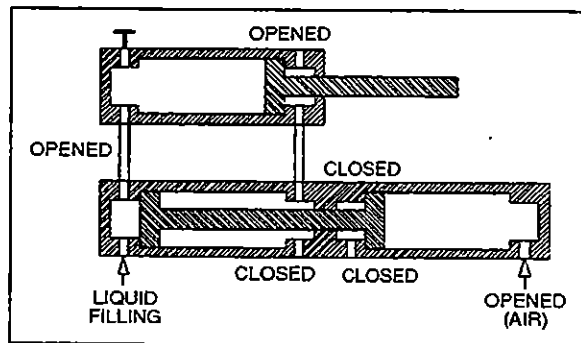 OPENED
OPENED
CLOSED
CLOSED
CLOSED
LIQUID
FILLING
OPENED
(AIR)